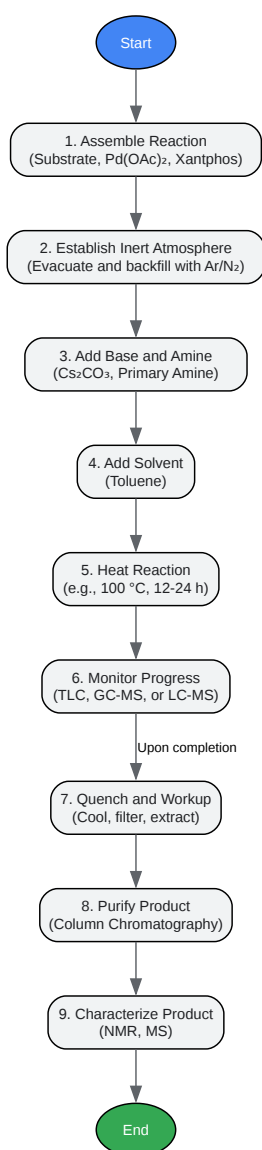 Start
1. Assemble Reaction
(Substrate, Pd(OAc)₂, Xantphos)
2. Establish Inert Atmosphere
(Evacuate and backfill with Ar/N₂)
3. Add Base and Amine
(Cs₂CO₃, Primary Amine)
4. Add Solvent
(Toluene)
5. Heat Reaction
(e.g., 100 °C, 12-24 h)
6. Monitor Progress
(TLC, GC-MS, or LC-MS)
Upon completion
7. Quench and Workup
(Cool, filter, extract)
8. Purify Product
(Column Chromatography)
9. Characterize Product
(NMR, MS)
End